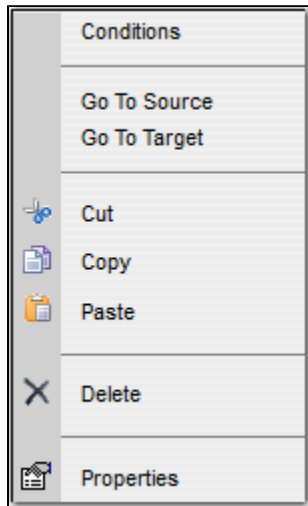 Conditions
Go To Source
Go To Target
Cut
Copy
Paste
Delete
Properties